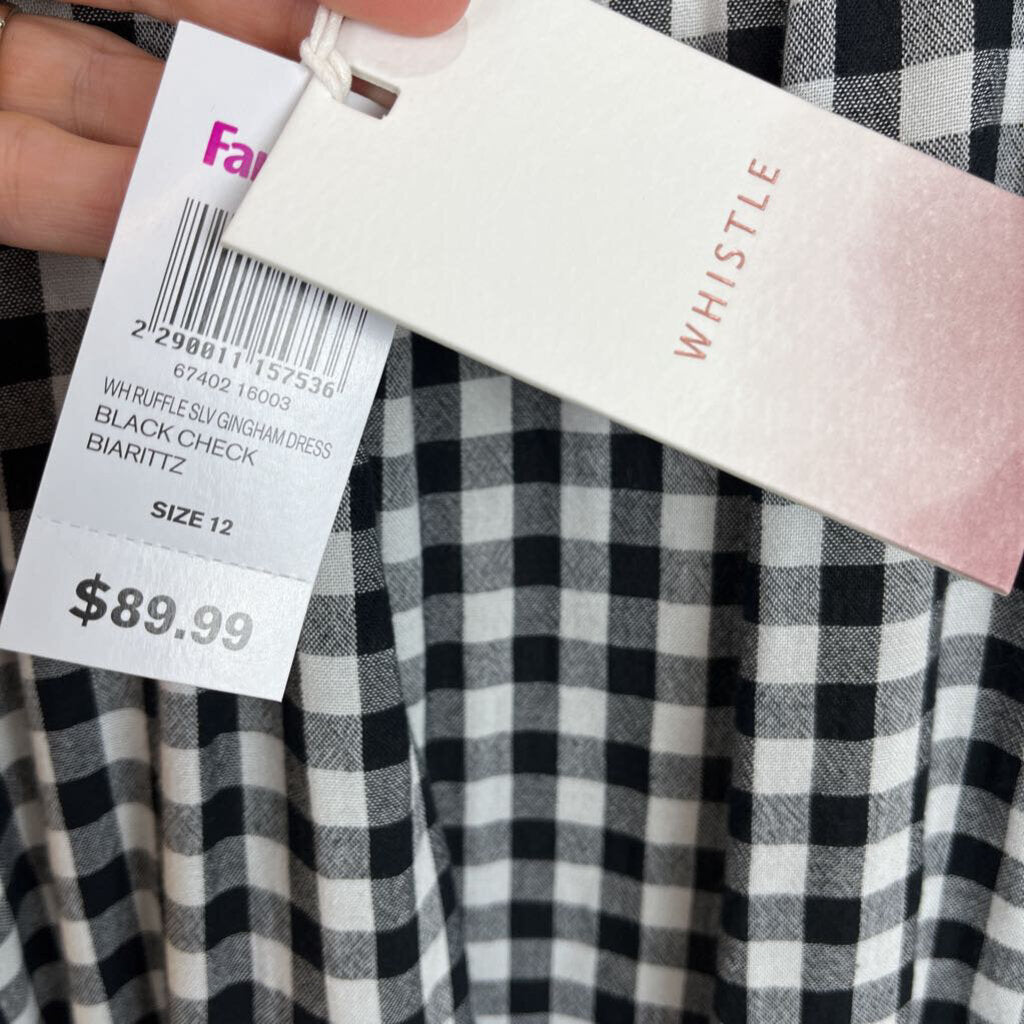 Far
2 290011 157536
67402 16003
WH RUFFLE SLV GINGHAM DRESS
BLACK CHECK
BIARITTZ
SIZE 12
$89.99
WHISTLE